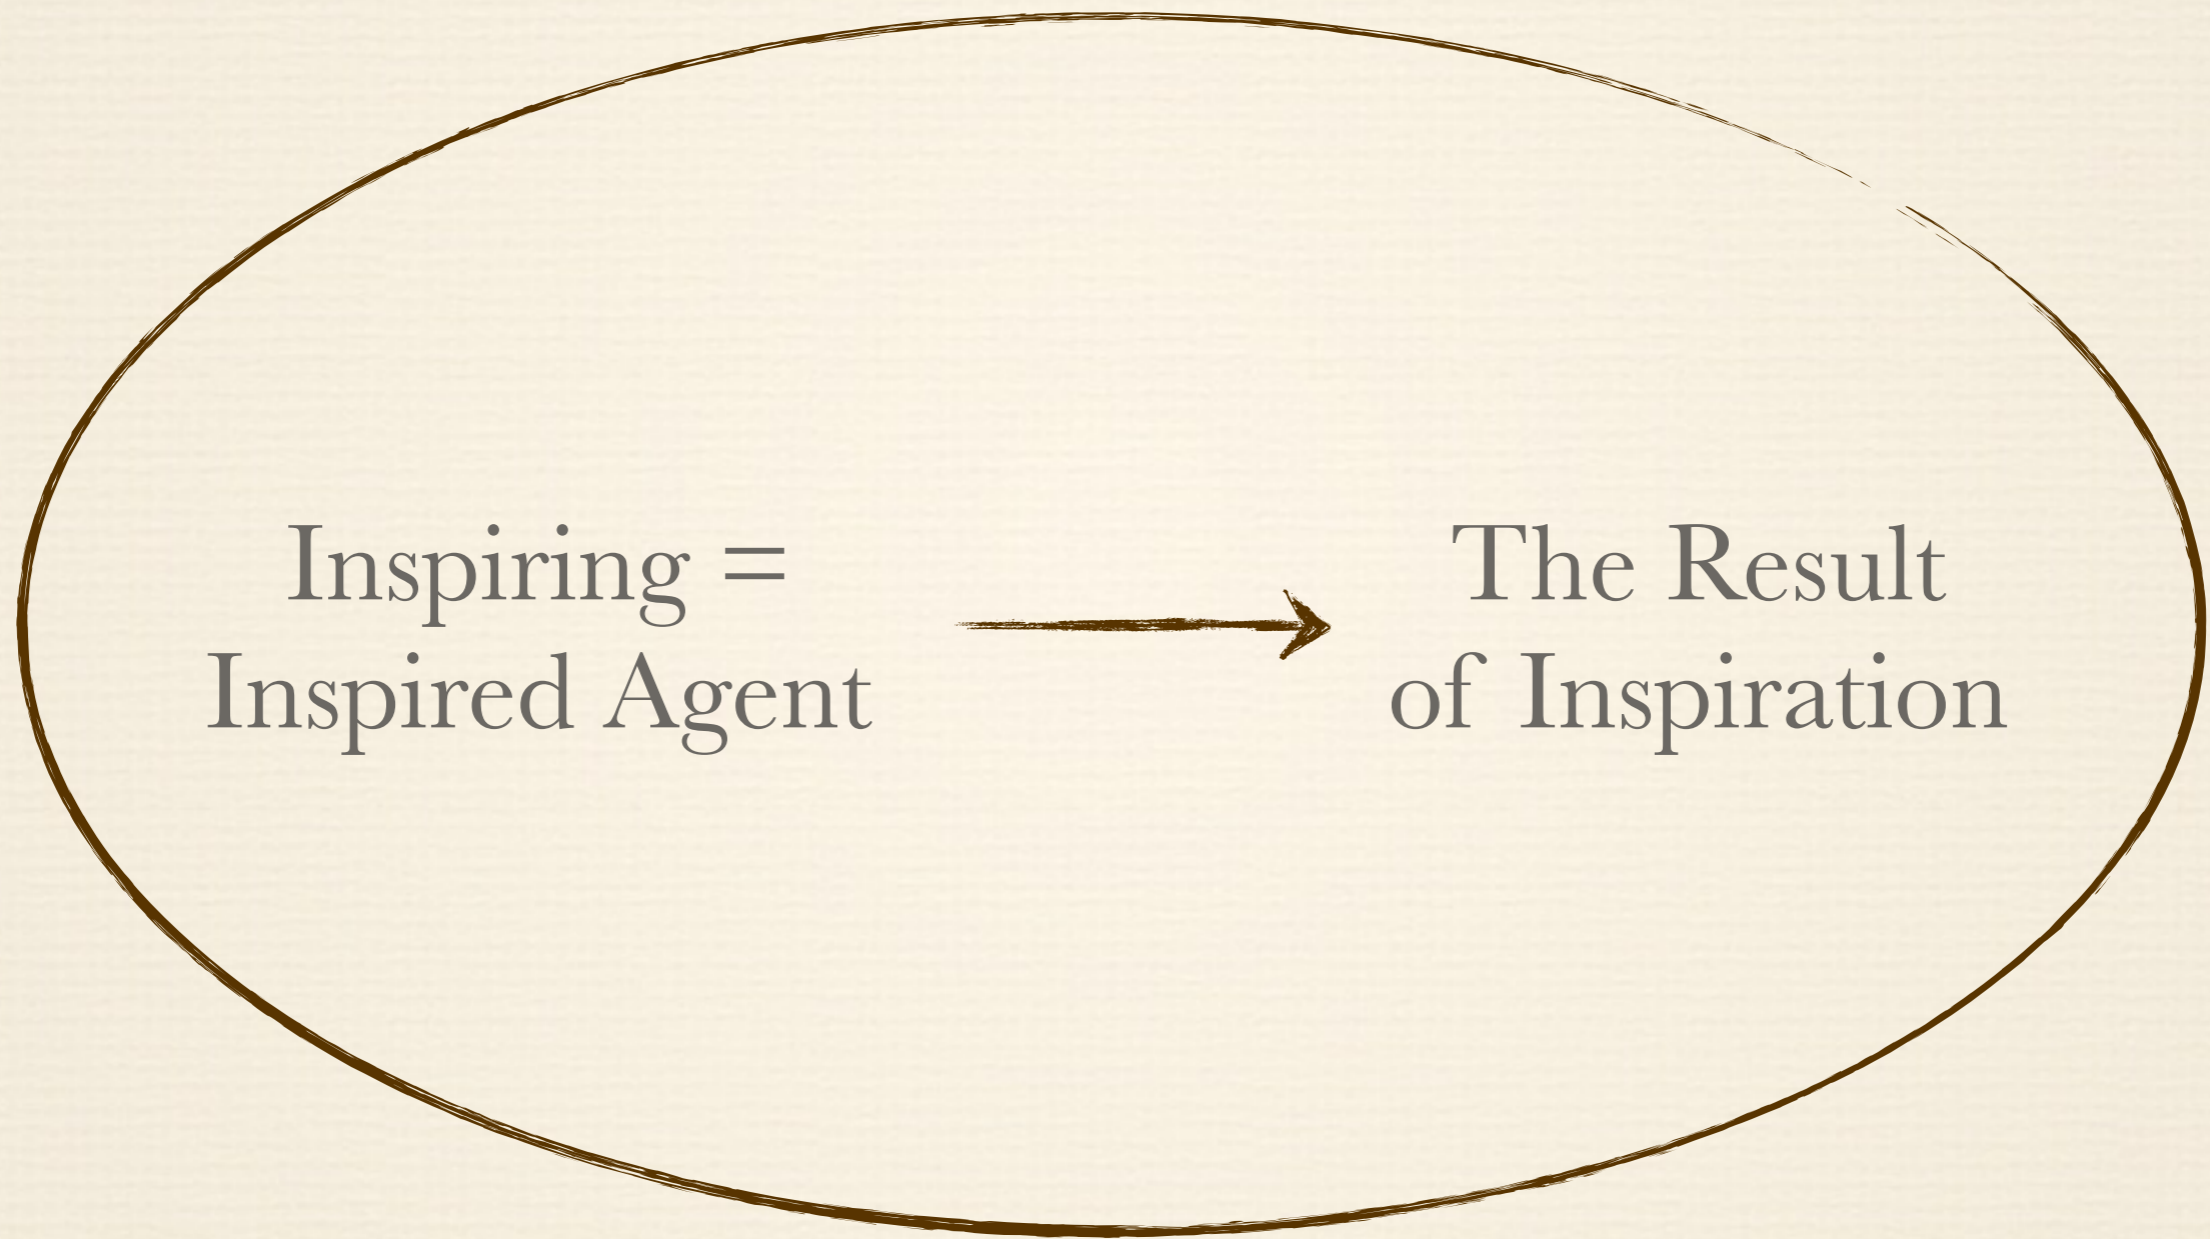 Inspiring =
Inspired Agent
The Result
of Inspiration